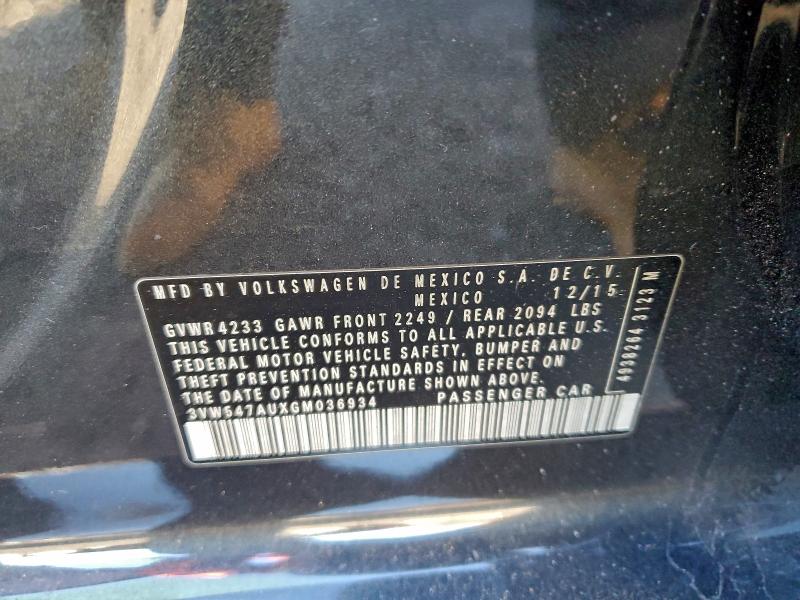 MFD BY VOLKSWAGEN DE MEXICO S.A. DE C.V.
MEXICO 12/15
GVWR 4233 GAWR FRONT 2249 / REAR 2094 LBS
THIS VEHICLE CONFORMS TO ALL APPLICABLE U.S.
FEDERAL MOTOR VEHICLE SAFETY, BUMPER AND
THEFT PREVENTION STANDARDS IN EFFECT ON
THE DATE OF MANUFACTURE SHOWN ABOVE.
3VW547AUXGM036934 PASSENGER CAR
4938264 3123 M